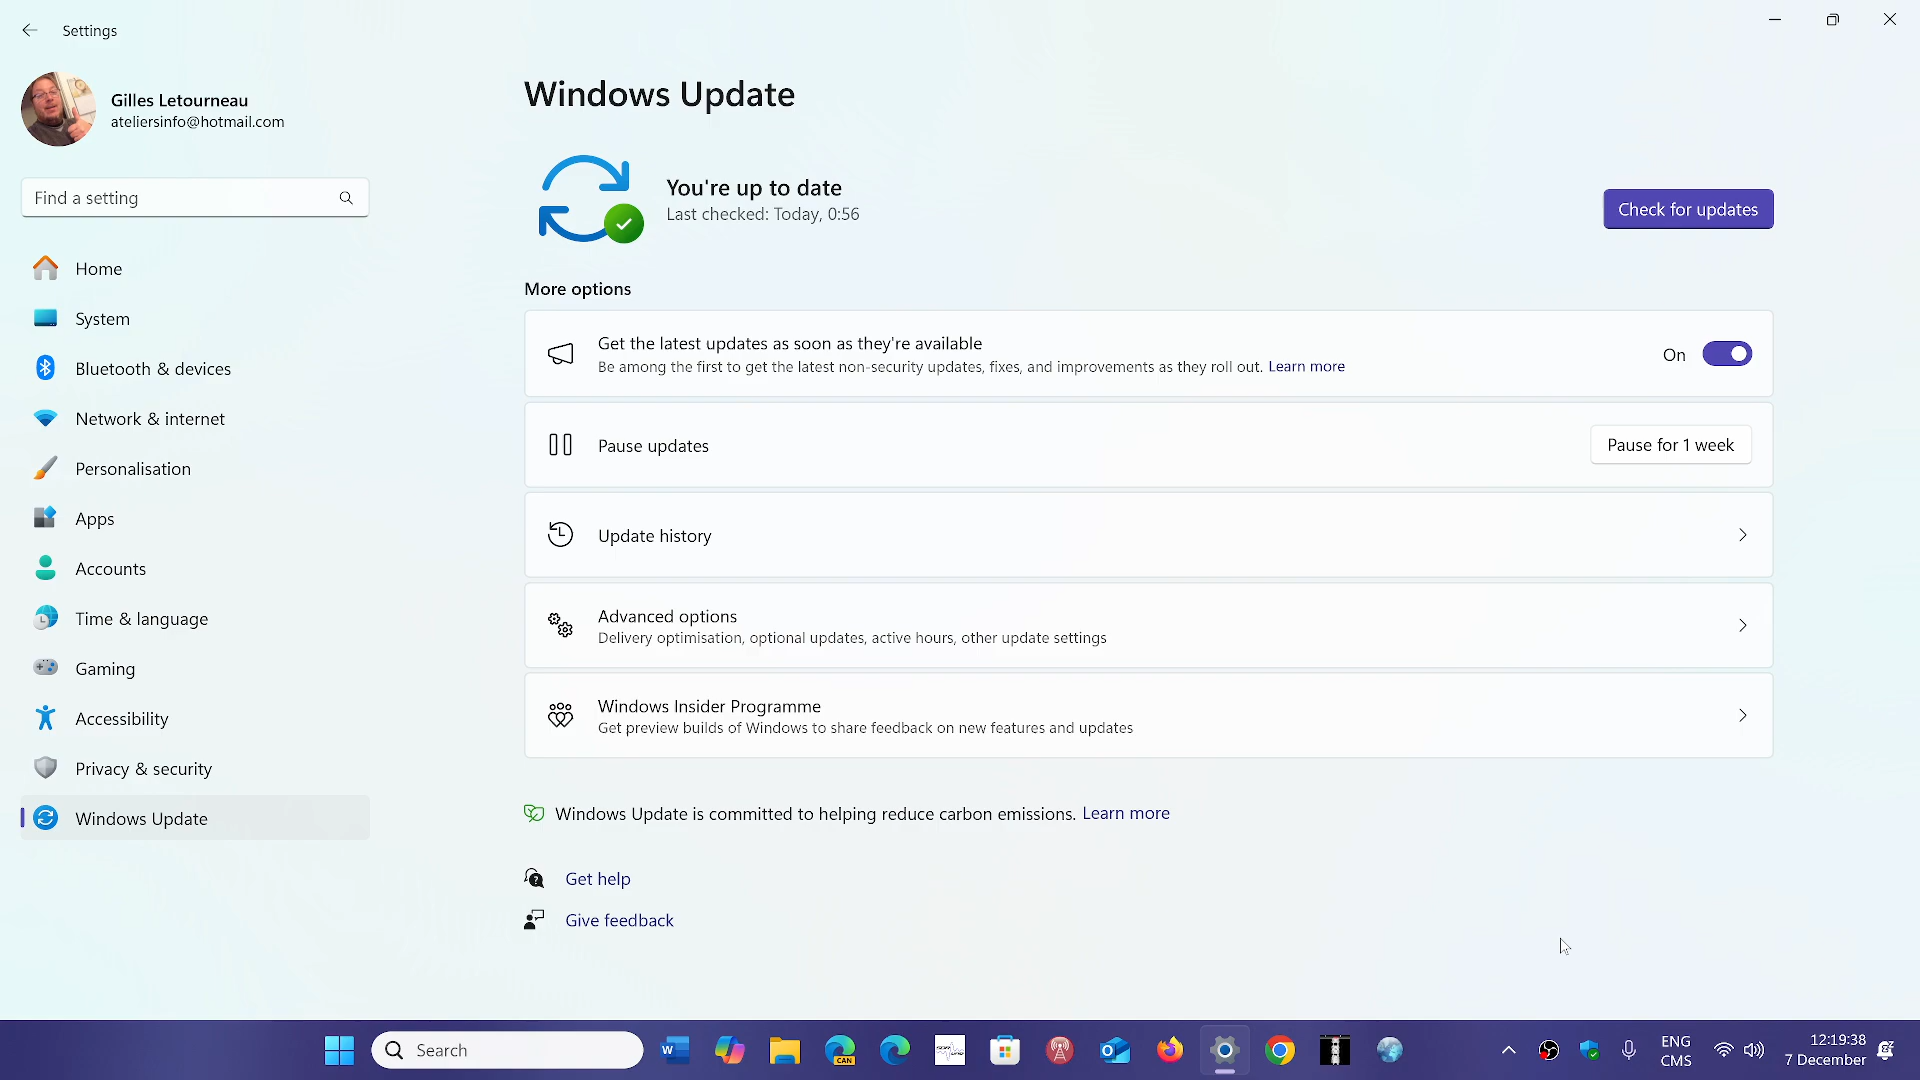 Settings
Gilles Letourneau
ateliersinfo@hotmail.com
Find a setting
Home
System
Bluetooth & devices
Network & internet
Personalisation
Apps
Accounts
Time & language
Gaming
Accessibility
Privacy & security
Windows Update
Windows Update
You're up to date
Last checked: Today, 0:56
Check for updates
More options
Get the latest updates as soon as they're available
Be among the first to get the latest non-security updates, fixes, and improvements as they roll out. Learn more
On
Pause updates
Pause for 1 week
Update history
Advanced options
Delivery optimisation, optional updates, active hours, other update settings
Windows Insider Programme
Get preview builds of Windows to share feedback on new features and updates
Windows Update is committed to helping reduce carbon emissions. Learn more
Get help
Give feedback
Search
W
CAN
ENG
CMS
12:19:38
7 December